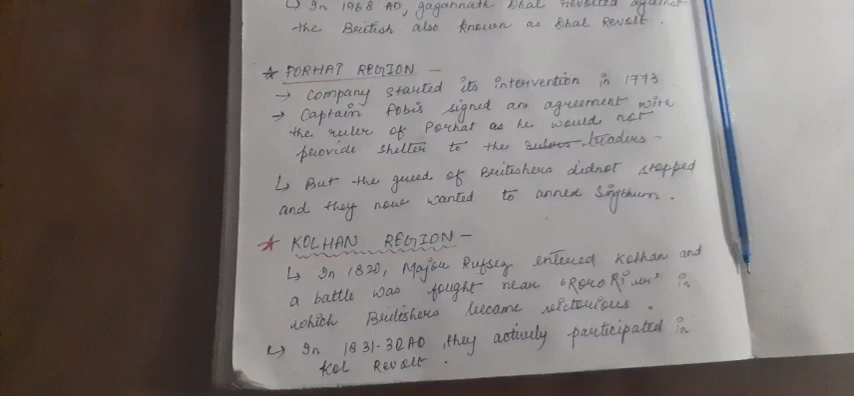 ↳ In 1968 AD, Jagannath Dhal revolted against
the British also known as Dhal Revolt.
☆ PORHAT REGION —
→ Company started its intervention in 1773
→ Captain Fobis signed an agreement with
the ruler of Porhat as he would not
provide shelter to the traders.
↳ But the greed of Britishers didnot stopped
and they now wanted to annex Singhum.
☆ KOLHAN REGION —
↳ In 1820, Major Rufseg entered Kolhan and
a battle was fought near "Roro River" in
which Britishers became victorious.
↳ In 1831-32AD, they actively participated in
Kol Revolt.